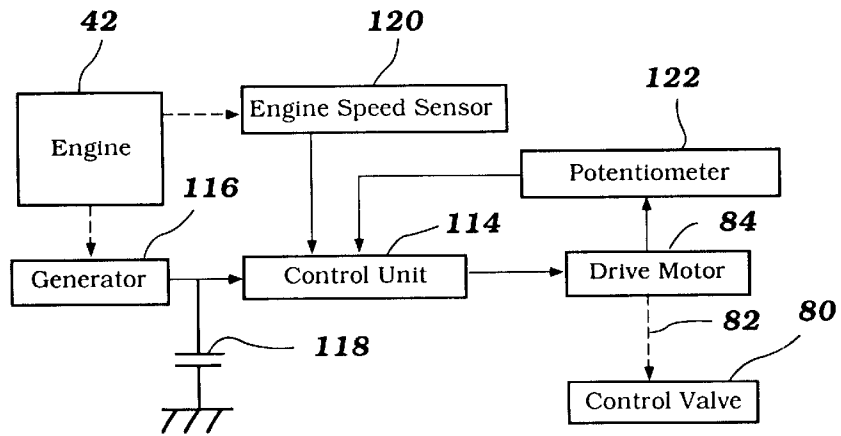 42
120
122
Engine Speed Sensor
Engine
Potentiometer
116
114
84
Generator
Control Unit
Drive Motor
118
82
80
Control Valve